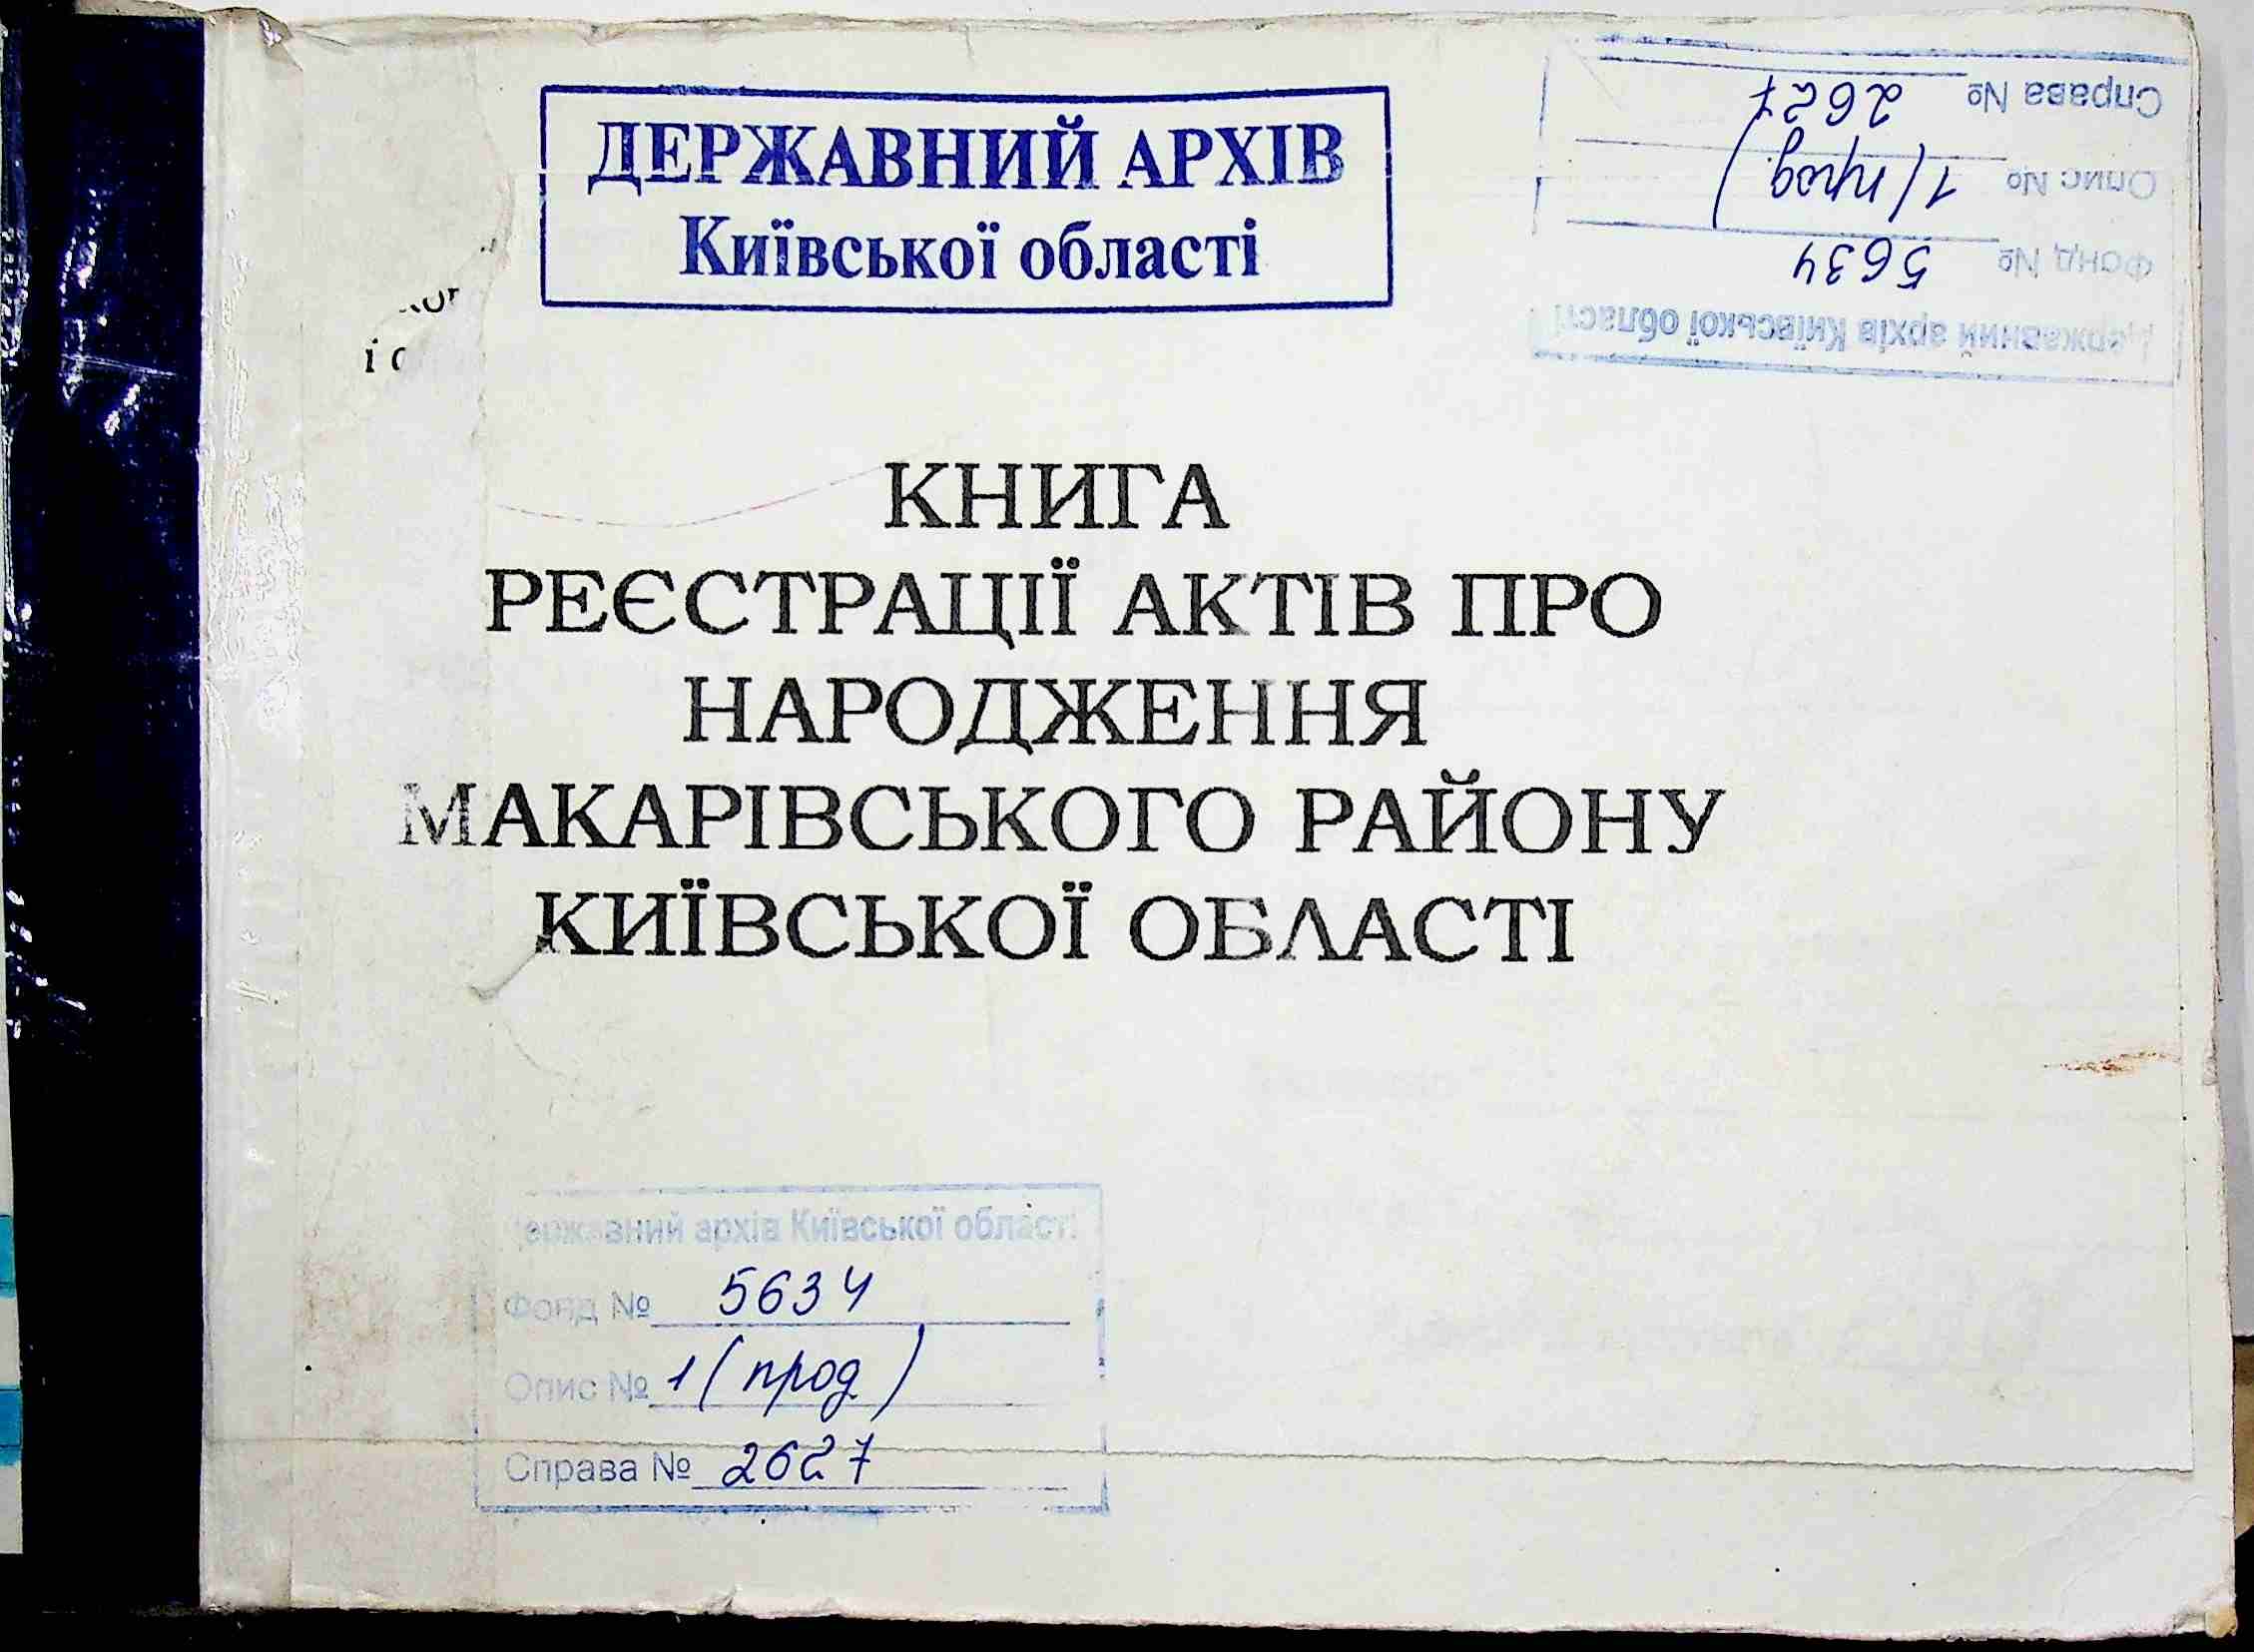 ДЕРЖАВНИЙ АРХІВ
Київської області
Справа № 2627
Опис № 1 (прод.)
Фонд № 5634
Державний архів Київської області
і
КНИГА
РЕЄСТРАЦІЇ АКТІВ ПРО
НАРОДЖЕННЯ
МАКАРІВСЬКОГО РАЙОНУ
КИЇВСЬКОЇ ОБЛАСТІ
ержавний архів Київської област
Фонд № 5634
Опис № 1 (прод)
Справа № 2627